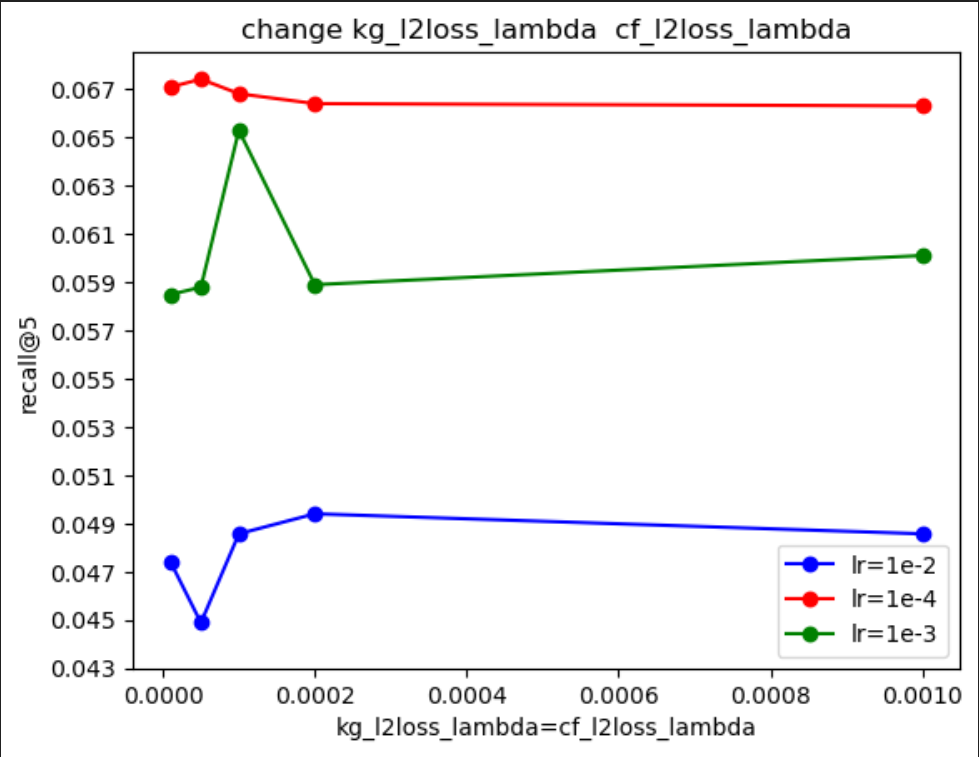 change kg_l2loss_lambda  cf_l2loss_lambda
0.067
0.065
0.063
0.061
0.059
0.057
0.055
0.053
0.051
0.049
0.047
0.045
0.043
recall@5
lr=1e-2
lr=1e-4
lr=1e-3
0.0000 0.0002 0.0004 0.0006 0.0008 0.0010
kg_l2loss_lambda=cf_l2loss_lambda